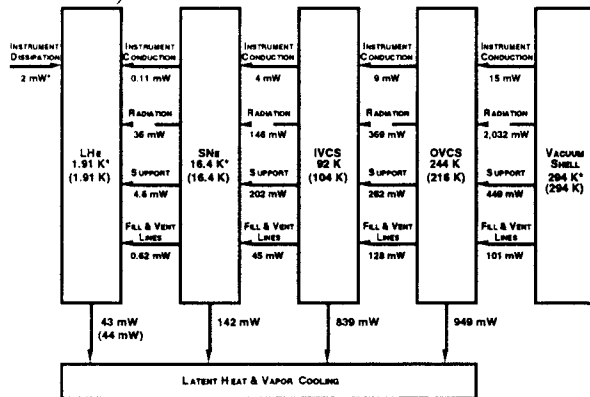 INSTRUMENT
DISSIPATION
2 mW*
INSTRUMENT
CONDUCTION
0.11 mW
RADIATION
36 mW
SUPPORT
4.6 mW
FILL & VENT
LINES
0.62 mW
LHe
1.91 K*
(1.91 K)
INSTRUMENT
CONDUCTION
4 mW
RADIATION
146 mW
SUPPORT
202 mW
FILL & VENT
LINES
45 mW
SNe
16.4 K*
(16.4 K)
INSTRUMENT
CONDUCTION
9 mW
RADIATION
369 mW
SUPPORT
262 mW
FILL & VENT
LINES
128 mW
IVCS
92 K
(104 K)
INSTRUMENT
CONDUCTION
15 mW
RADIATION
2,032 mW
SUPPORT
449 mW
FILL & VENT
LINES
101 mW
OVCS
244 K
(216 K)
VACUUM
SHELL
294 K*
(294 K)
43 mW
(44 mW)
142 mW
839 mW
949 mW
LATENT HEAT & VAPOR COOLING